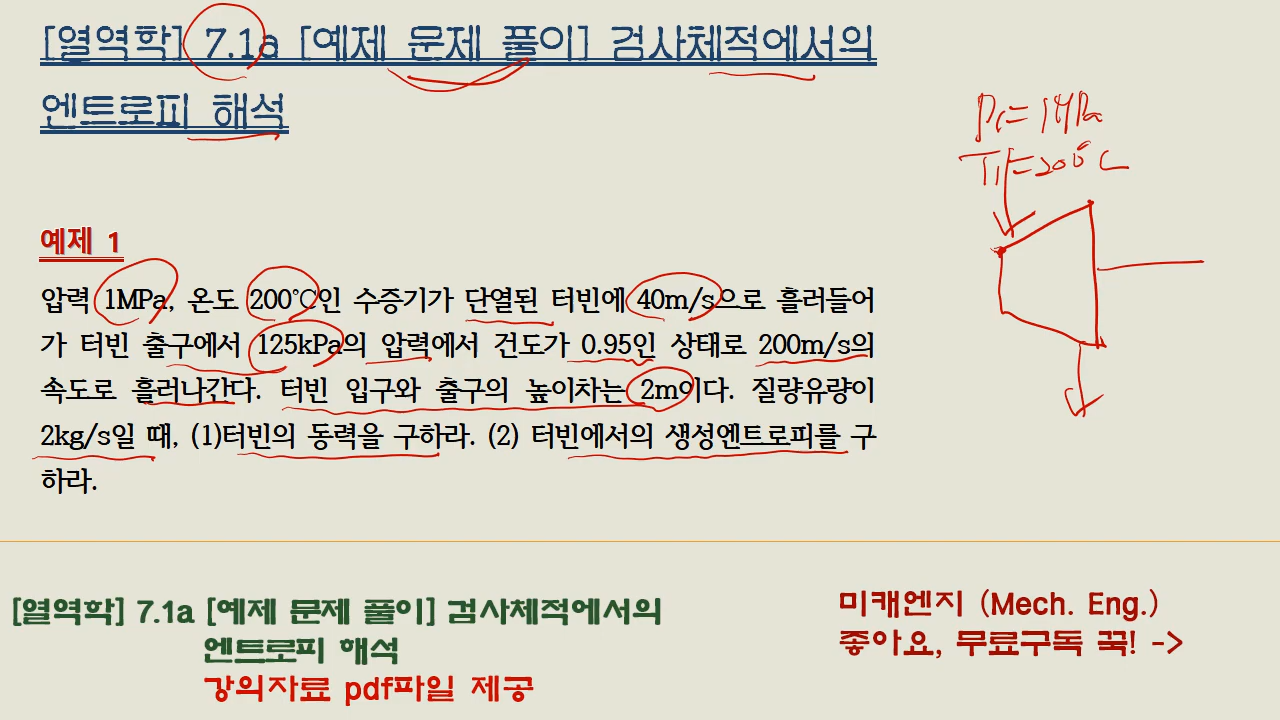 [열역학] 7.1a [예제 문제 풀이] 검사체적에서의
엔트로피 해석
P₁=1MPa
T₁=200°C
예제 1
압력 1MPa, 온도 200℃인 수증기가 단열된 터빈에 40m/s으로 흘러들어
가 터빈 출구에서 125kPa의 압력에서 건도가 0.95인 상태로 200m/s의
속도로 흘러나간다. 터빈 입구와 출구의 높이차는 2m이다. 질량유량이
2kg/s일 때, (1)터빈의 동력을 구하라. (2) 터빈에서의 생성엔트로피를 구
하라.
[열역학] 7.1a [예제 문제 풀이] 검사체적에서의
엔트로피 해석
강의자료 pdf파일 제공
미캐엔지 (Mech. Eng.)
좋아요, 무료구독 꾹! ->